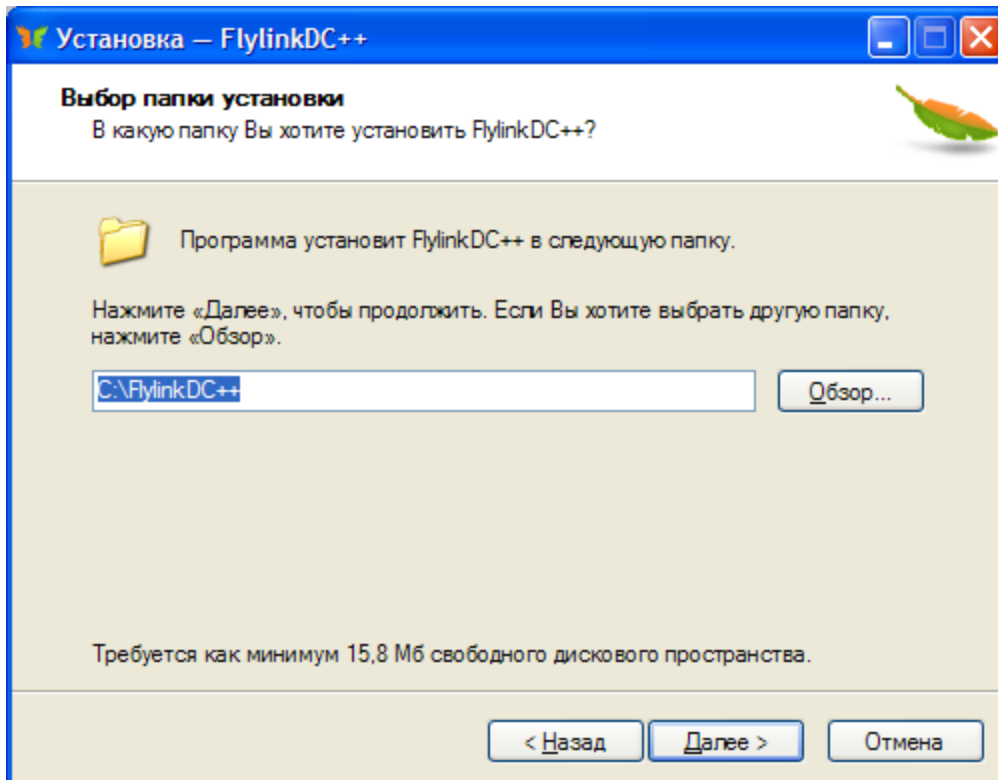 Установка — FlylinkDC++
Выбор папки установки
В какую папку Вы хотите установить FlylinkDC++?
Программа установит FlylinkDC++ в следующую папку.
Нажмите «Далее», чтобы продолжить. Если Вы хотите выбрать другую папку,
нажмите «Обзор».
C:\FlylinkDC++
Обзор...
Требуется как минимум 15,8 Мб свободного дискового пространства.
< Назад
Далее >
Отмена